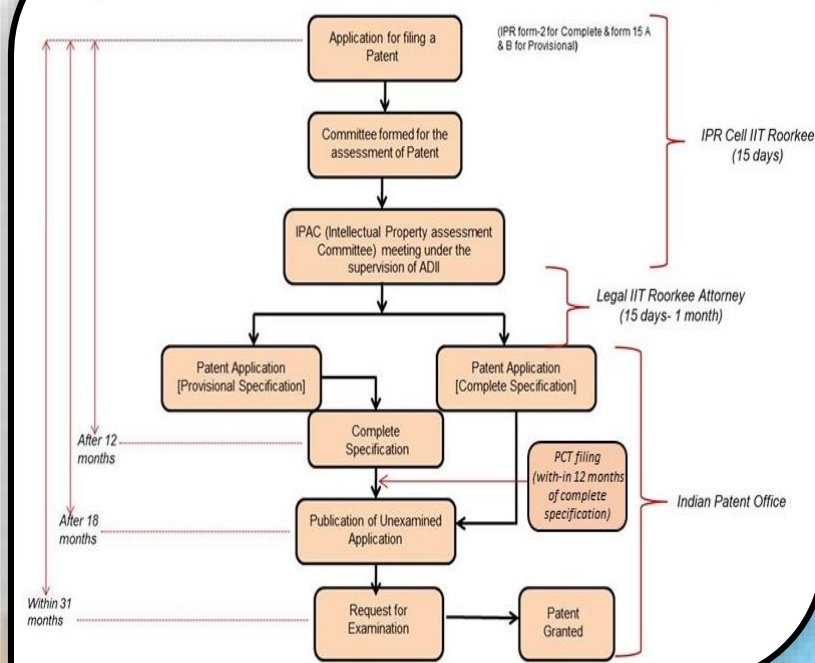 Application for filing a
Patent
(IPR form-2 for Complete & form 15 A
& B for Provisional)
Committee formed for the
assessment of Patent
IPR Cell IIT Roorkee
(15 days)
IPAC (Intellectual Property assessment
Committee) meeting under the
supervision of ADII
Legal IIT Roorkee Attorney
(15 days- 1 month)
Patent Application
[Provisional Specification]
Patent Application
[Complete Specification]
After 12
months
Complete
Specification
PCT filing
(with-in 12 months
of complete
specification)
Indian Patent Office
After 18
months
Publication of Unexamined
Application
Within 31
months
Request for
Examination
Patent
Granted